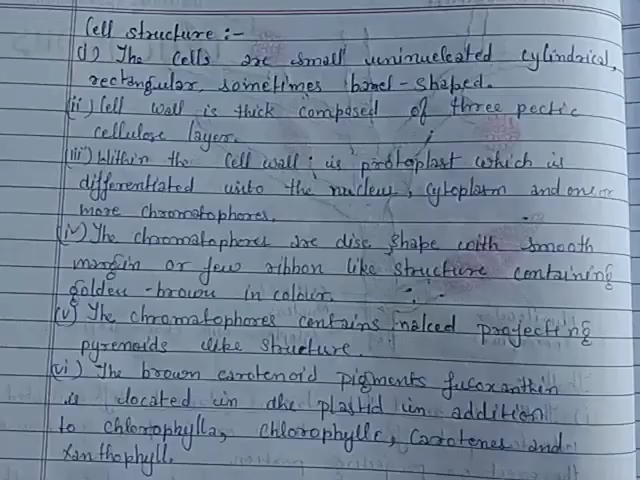 Cell structure :-
(i) The cells are small uninucleated cylindrical,
rectangular, sometimes barel-shaped.
(ii) Cell wall is thick composed of three pectic
cellulose layer.
(iii) Within the cell wall is protoplast which is
differentiated into the nucleus, cytoplasm and one or
more chromatophores.
(iv) The chromatophores are disc shape with smooth
margin or few ribbon like structure containing
golden-brown in colour.
(v) The chromatophores contains naked projecting
pyrenoids like structure.
(vi) The brown carotenoid pigments fucoxanthin
is located in the plastid in addition
to chlorophylla, chlorophyllc, carotenes and
xanthophyll.